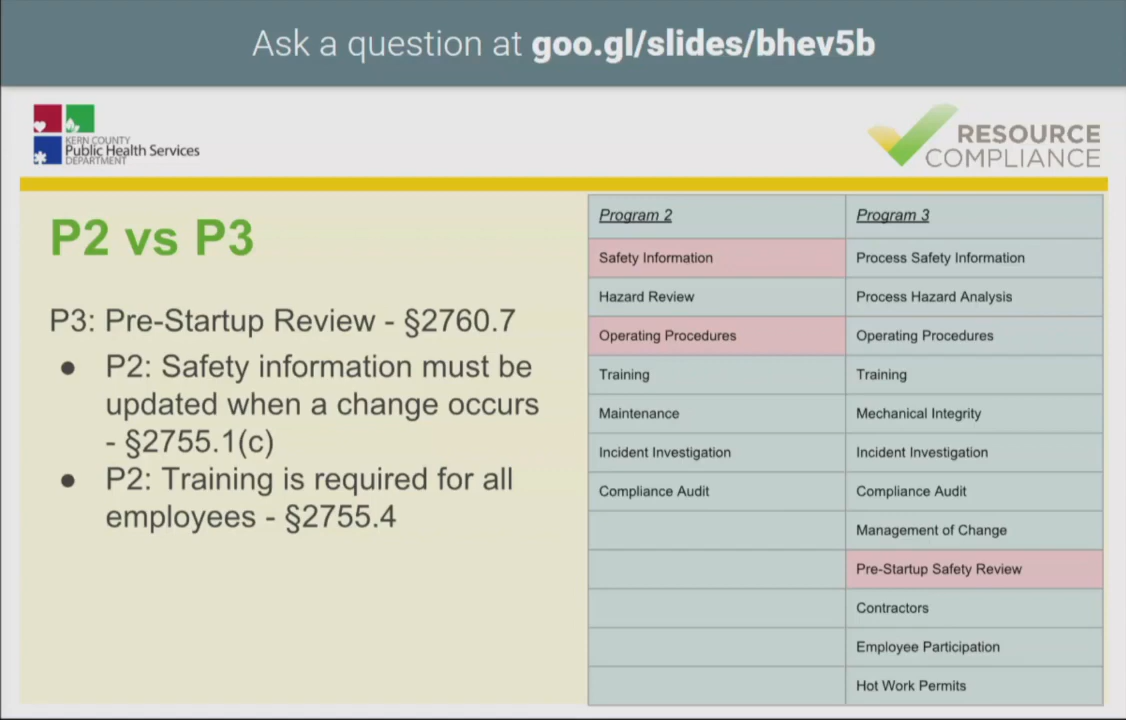 Ask a question at goo.gl/slides/bhev5b
KERN COUNTY
Public Health Services
DEPARTMENT
RESOURCE
COMPLIANCE
P2 vs P3
P3: Pre-Startup Review - §2760.7
● P2: Safety information must be
updated when a change occurs
- §2755.1(c)
● P2: Training is required for all
employees - §2755.4
Program 2 Program 3
Safety Information Process Safety Information
Hazard Review Process Hazard Analysis
Operating Procedures Operating Procedures
Training Training
Maintenance Mechanical Integrity
Incident Investigation Incident Investigation
Compliance Audit Compliance Audit
Management of Change
Pre-Startup Safety Review
Contractors
Employee Participation
Hot Work Permits